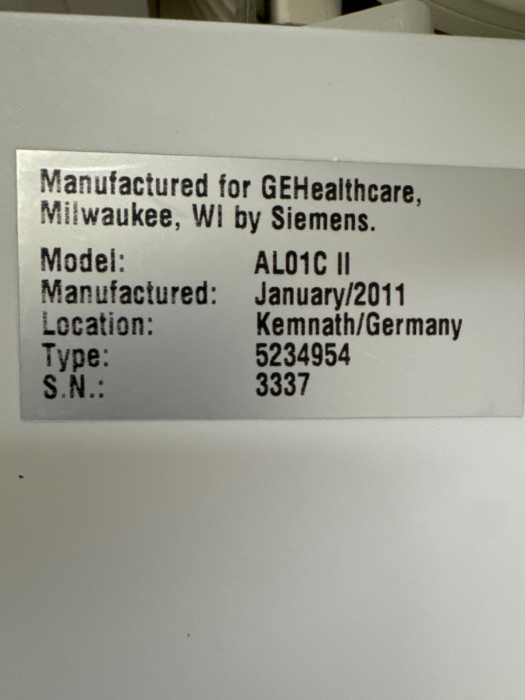 Manufactured for GEHealthcare,
Milwaukee, WI by Siemens.
Model: AL01C II
Manufactured: January/2011
Location: Kemnath/Germany
Type: 5234954
S.N.: 3337